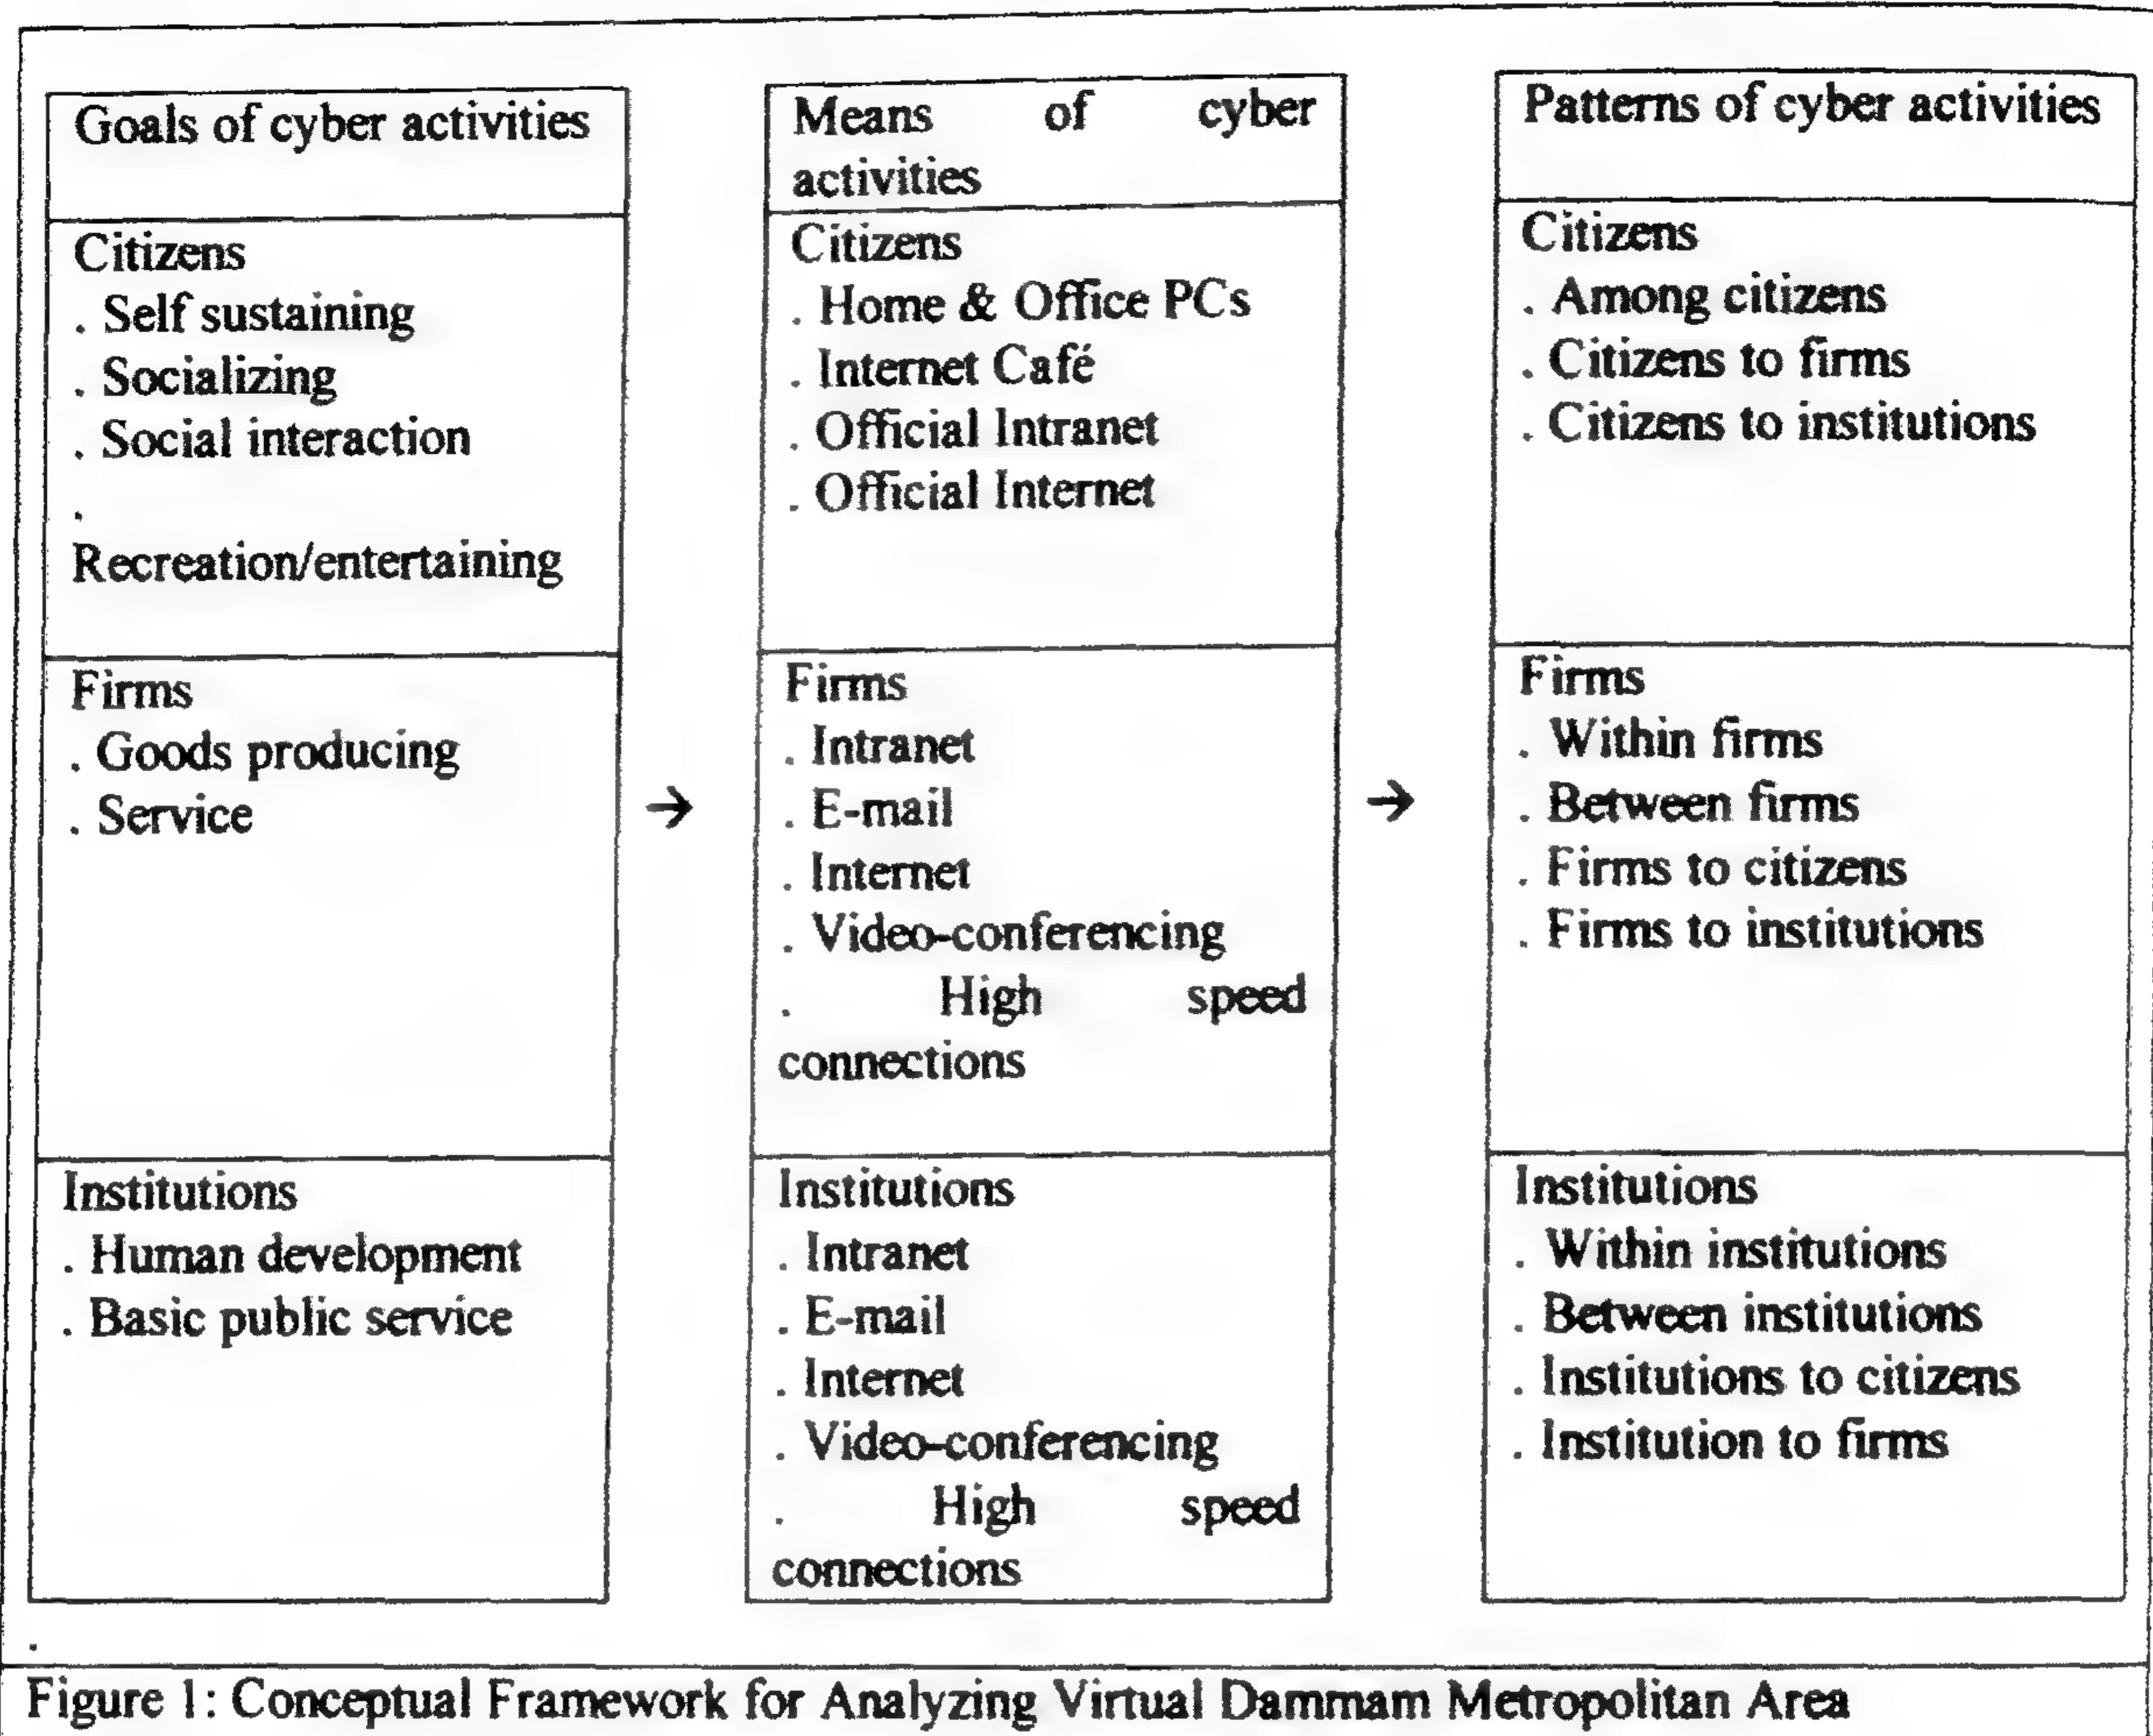 Goals of cyber activities
Citizens
. Self sustaining
. Socializing
. Social interaction
.
Recreation/entertaining
Firms
. Goods producing
. Service
Institutions
. Human development
. Basic public service
→
Means of cyber
activities
Citizens
. Home & Office PCs
. Internet Café
. Official Intranet
. Official Internet
Firms
. Intranet
. E-mail
. Internet
. Video-conferencing
. High speed
connections
Institutions
. Intranet
. E-mail
. Internet
. Video-conferencing
. High speed
connections
→
Patterns of cyber activities
Citizens
. Among citizens
. Citizens to firms
. Citizens to institutions
Firms
. Within firms
. Between firms
. Firms to citizens
. Firms to institutions
Institutions
. Within institutions
. Between institutions
. Institutions to citizens
. Institution to firms
.
Figure 1: Conceptual Framework for Analyzing Virtual Dammam Metropolitan Area